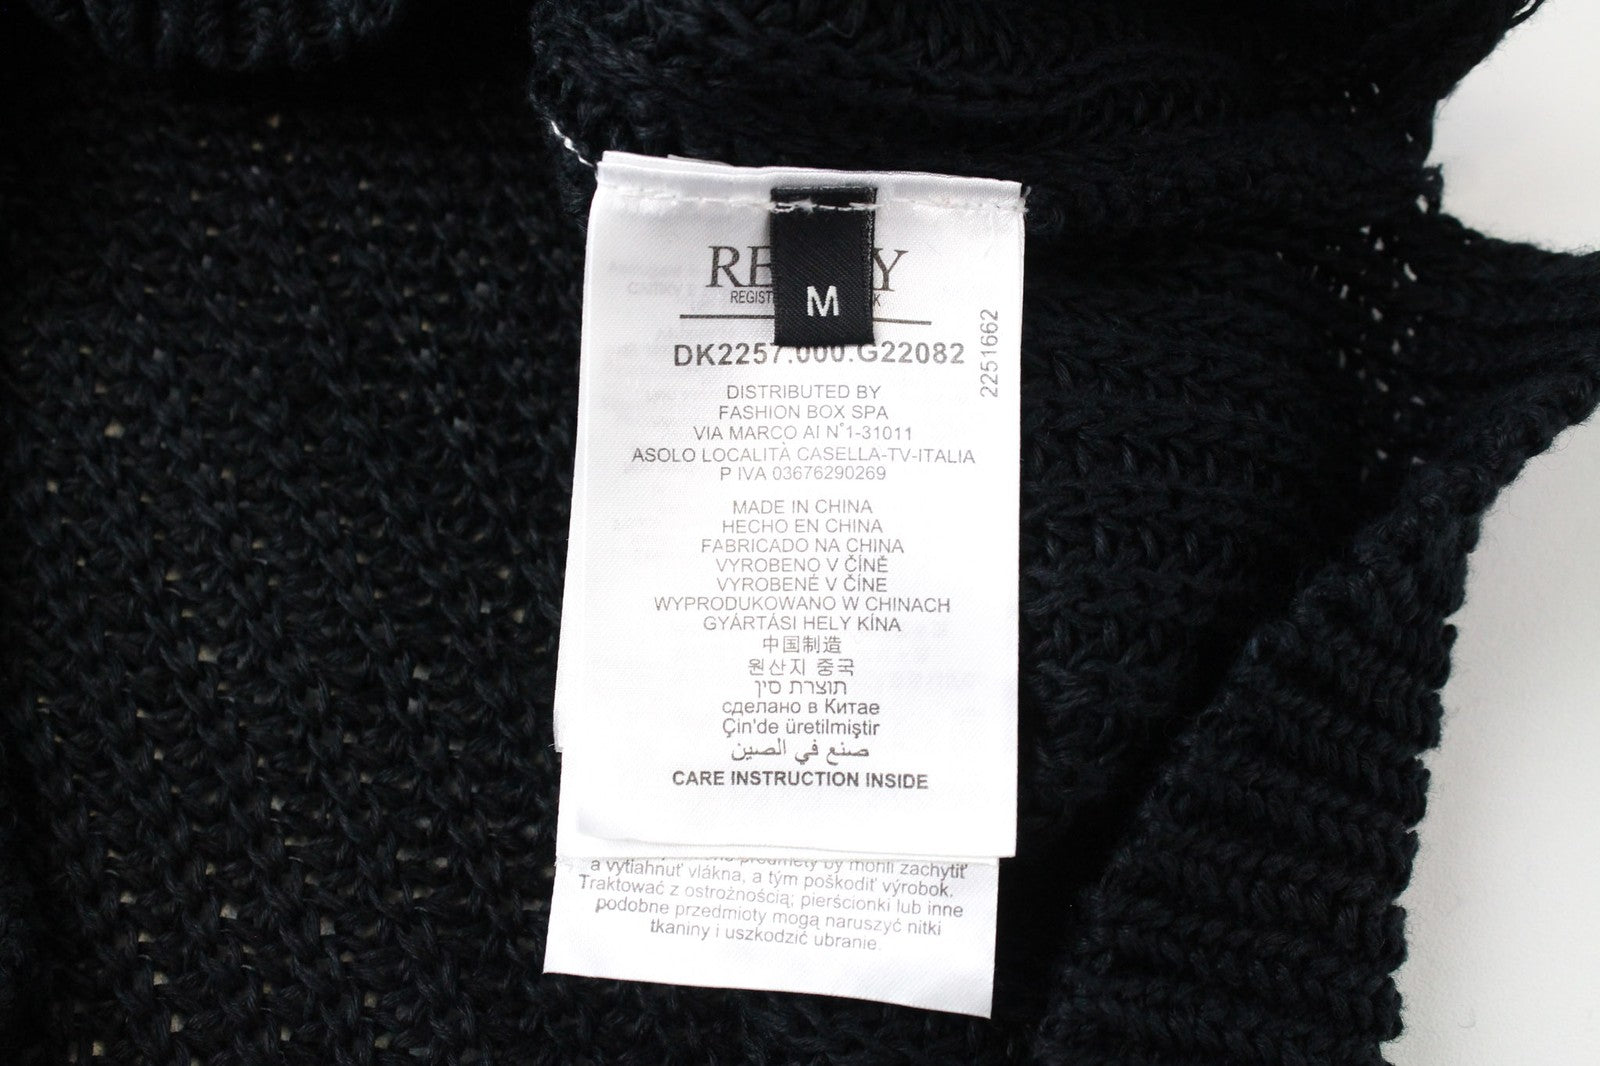 M
DK2257.000.G22082
2251662
DISTRIBUTED BY
FASHION BOX SPA
VIA MARCO AI N°1-31011
ASOLO LOCALITÀ CASELLA-TV-ITALIA
P IVA 03676290269
MADE IN CHINA
HECHO EN CHINA
FABRICADO NA CHINA
VYROBENO V ČÍNĚ
VYROBENÉ V ČÍNE
WYPRODUKOWANO W CHINACH
GYÁRTÁSI HELY KÍNA
中国制造
원산지 중국
תוצרת סין
сделано в Китае
Çin'de üretilmiştir
صنع في الصين
CARE INSTRUCTION INSIDE
predmety by mohli zachytiť
a vytiahnuť vlákna, a tým poškodiť výrobok.
Traktować z ostrożnością; pierścionki lub inne
podobne przedmioty mogą naruszyć nitki
tkaniny i uszkodzić ubranie.